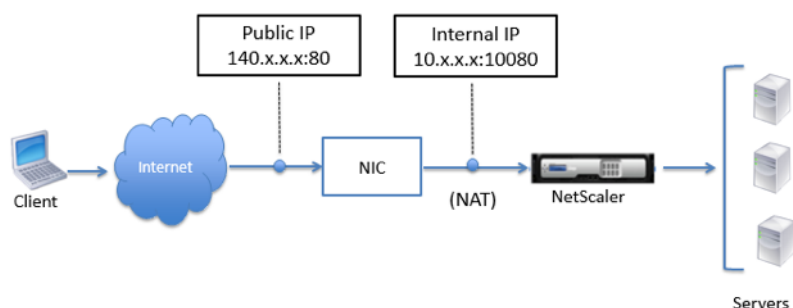 Public IP
140.x.x.x:80
Internal IP
10.x.x.x:10080
Internet
NIC
Client
(NAT)
NetScaler
Servers